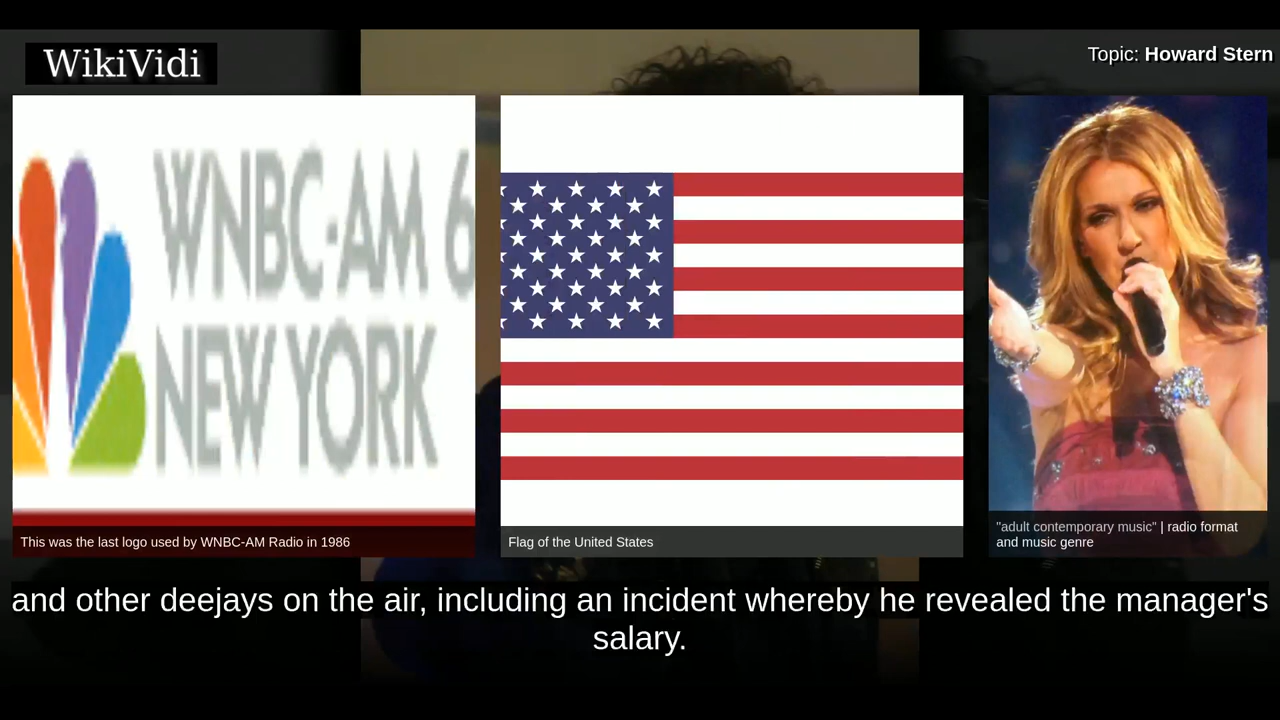 WikiVidi
Topic: Howard Stern
WNBC-AM 6
NEW YORK
This was the last logo used by WNBC-AM Radio in 1986
Flag of the United States
"adult contemporary music" | radio format
and music genre
and other deejays on the air, including an incident whereby he revealed the manager's
salary.